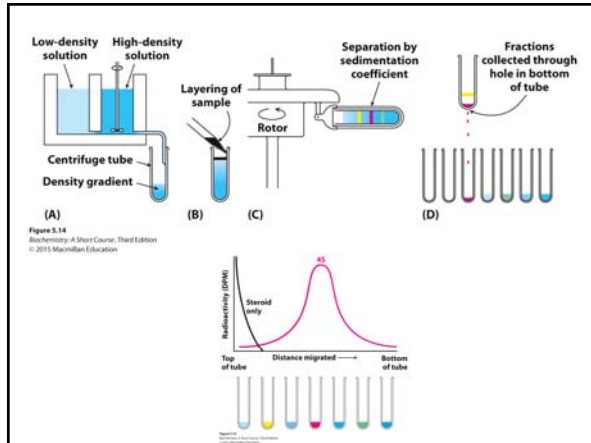 Low-density
solution
High-density
solution
Centrifuge tube
Density gradient
(A)
Layering of
sample
(B)
Rotor
(C)
Separation by
sedimentation
coefficient
Fractions
collected through
hole in bottom
of tube
(D)
Figure 5.14
Biochemistry: A Short Course, Third Edition
© 2015 Macmillan Education
Radioactivity (DPM)
Steroid
only
4S
Top
of tube
Distance migrated
Bottom
of tube